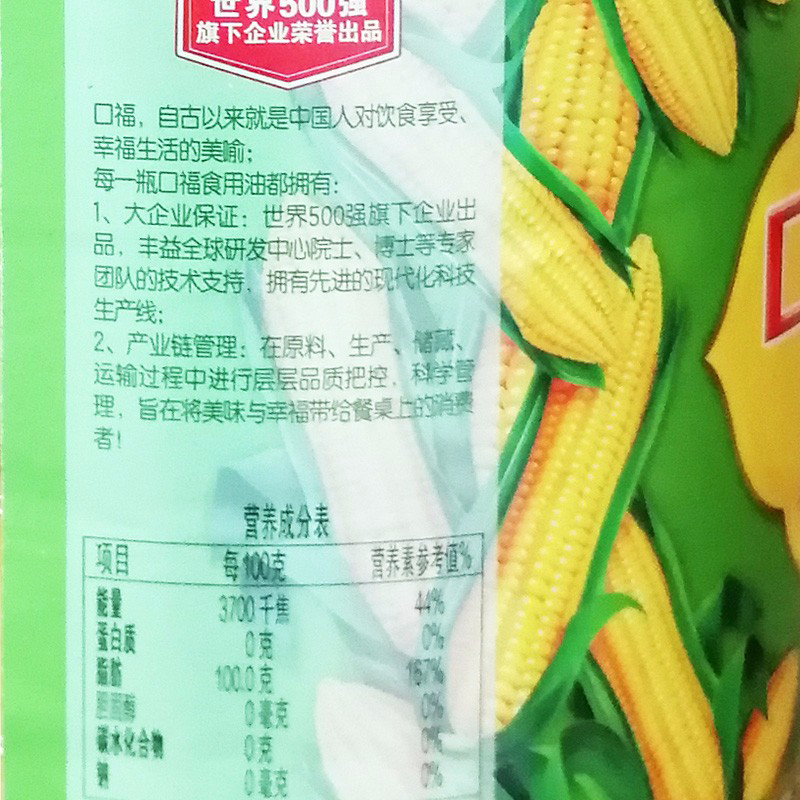 世界500强
旗下企业荣誉出品
口福，自古以来就是中国人对饮食享受、
幸福生活的美喻；
每一瓶口福食用油都拥有：
1、大企业保证：世界500强旗下企业出
品，丰益全球研发中心院士、博士等专家
团队的技术支持，拥有先进的现代化科技
生产线；
2、产业链管理：在原料、生产、储藏、
运输过程中进行层层品质把控，科学管
理，旨在将美味与幸福带给餐桌上的消费
者！
营养成分表
项目 每100克 营养素参考值%
能量 3700千焦 44%
蛋白质 0克 0%
脂肪 100.0克 167%
胆固醇 0毫克 0%
碳水化合物 0克 0%
钠 0毫克 0%